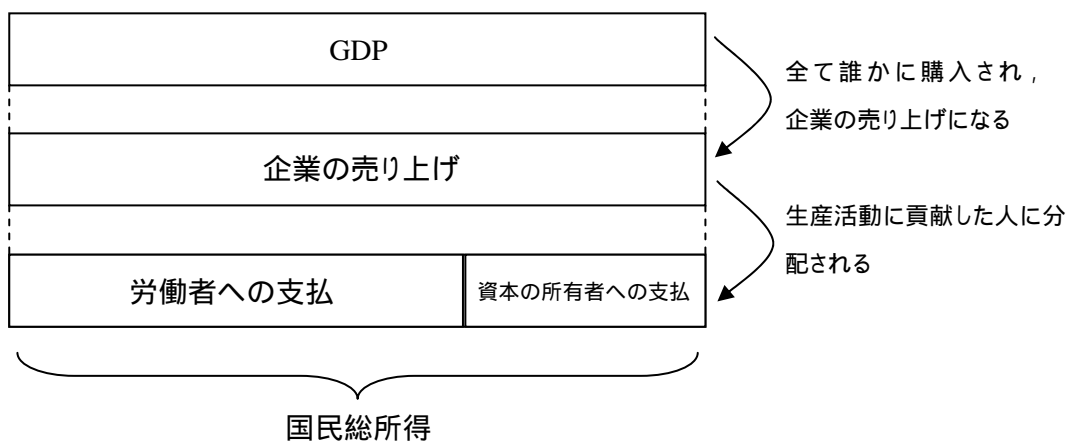 GDP
全て誰かに購入され,
企業の売り上げになる
企業の売り上げ
生産活動に貢献した人に分
配される
労働者への支払
資本の所有者への支払
国民総所得